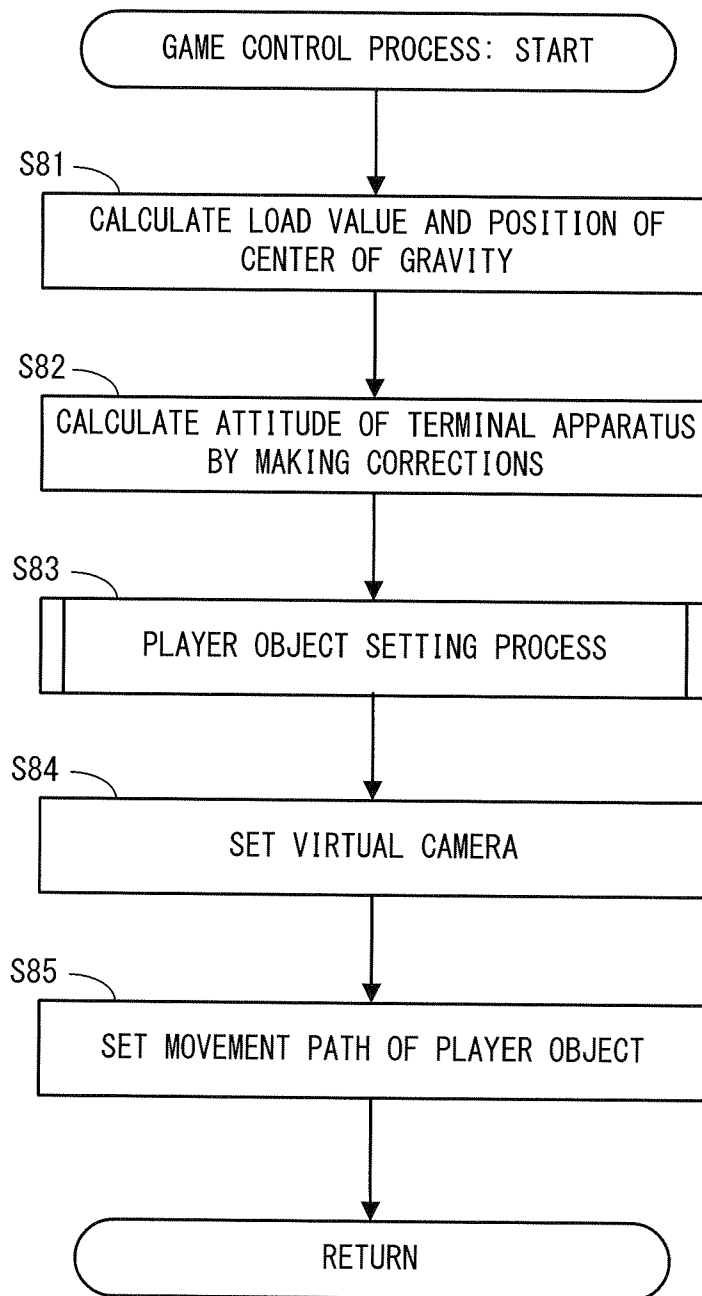 GAME CONTROL PROCESS: START
S81
CALCULATE LOAD VALUE AND POSITION OF
CENTER OF GRAVITY
S82
CALCULATE ATTITUDE OF TERMINAL APPARATUS
BY MAKING CORRECTIONS
S83
PLAYER OBJECT SETTING PROCESS
S84
SET VIRTUAL CAMERA
S85
SET MOVEMENT PATH OF PLAYER OBJECT
RETURN